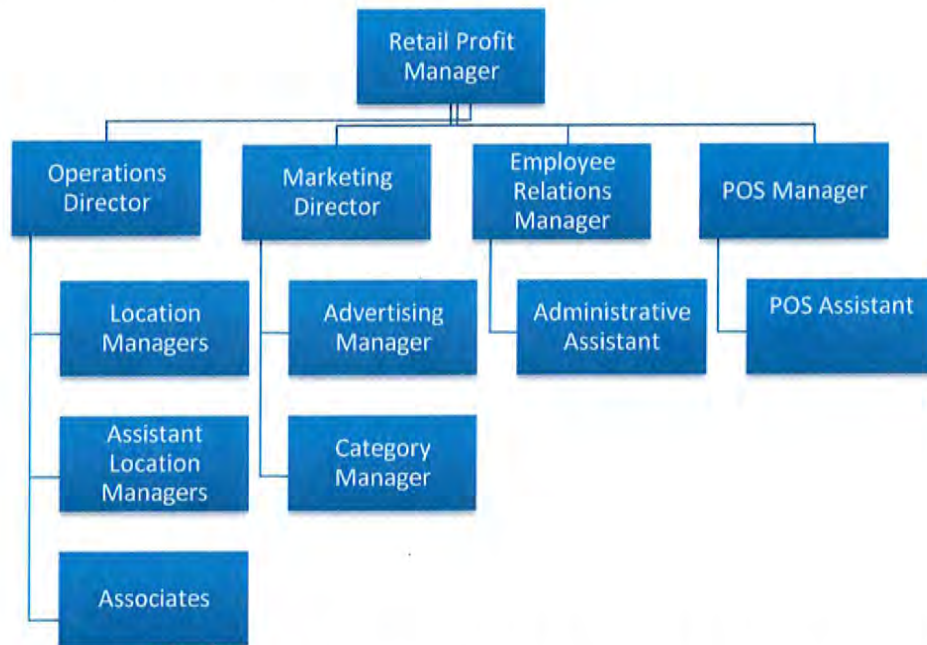 Retail Profit
Manager
Operations
Director
Marketing
Director
Employee
Relations
Manager
POS Manager
Location
Managers
Advertising
Manager
Administrative
Assistant
POS Assistant
Assistant
Location
Managers
Category
Manager
Associates